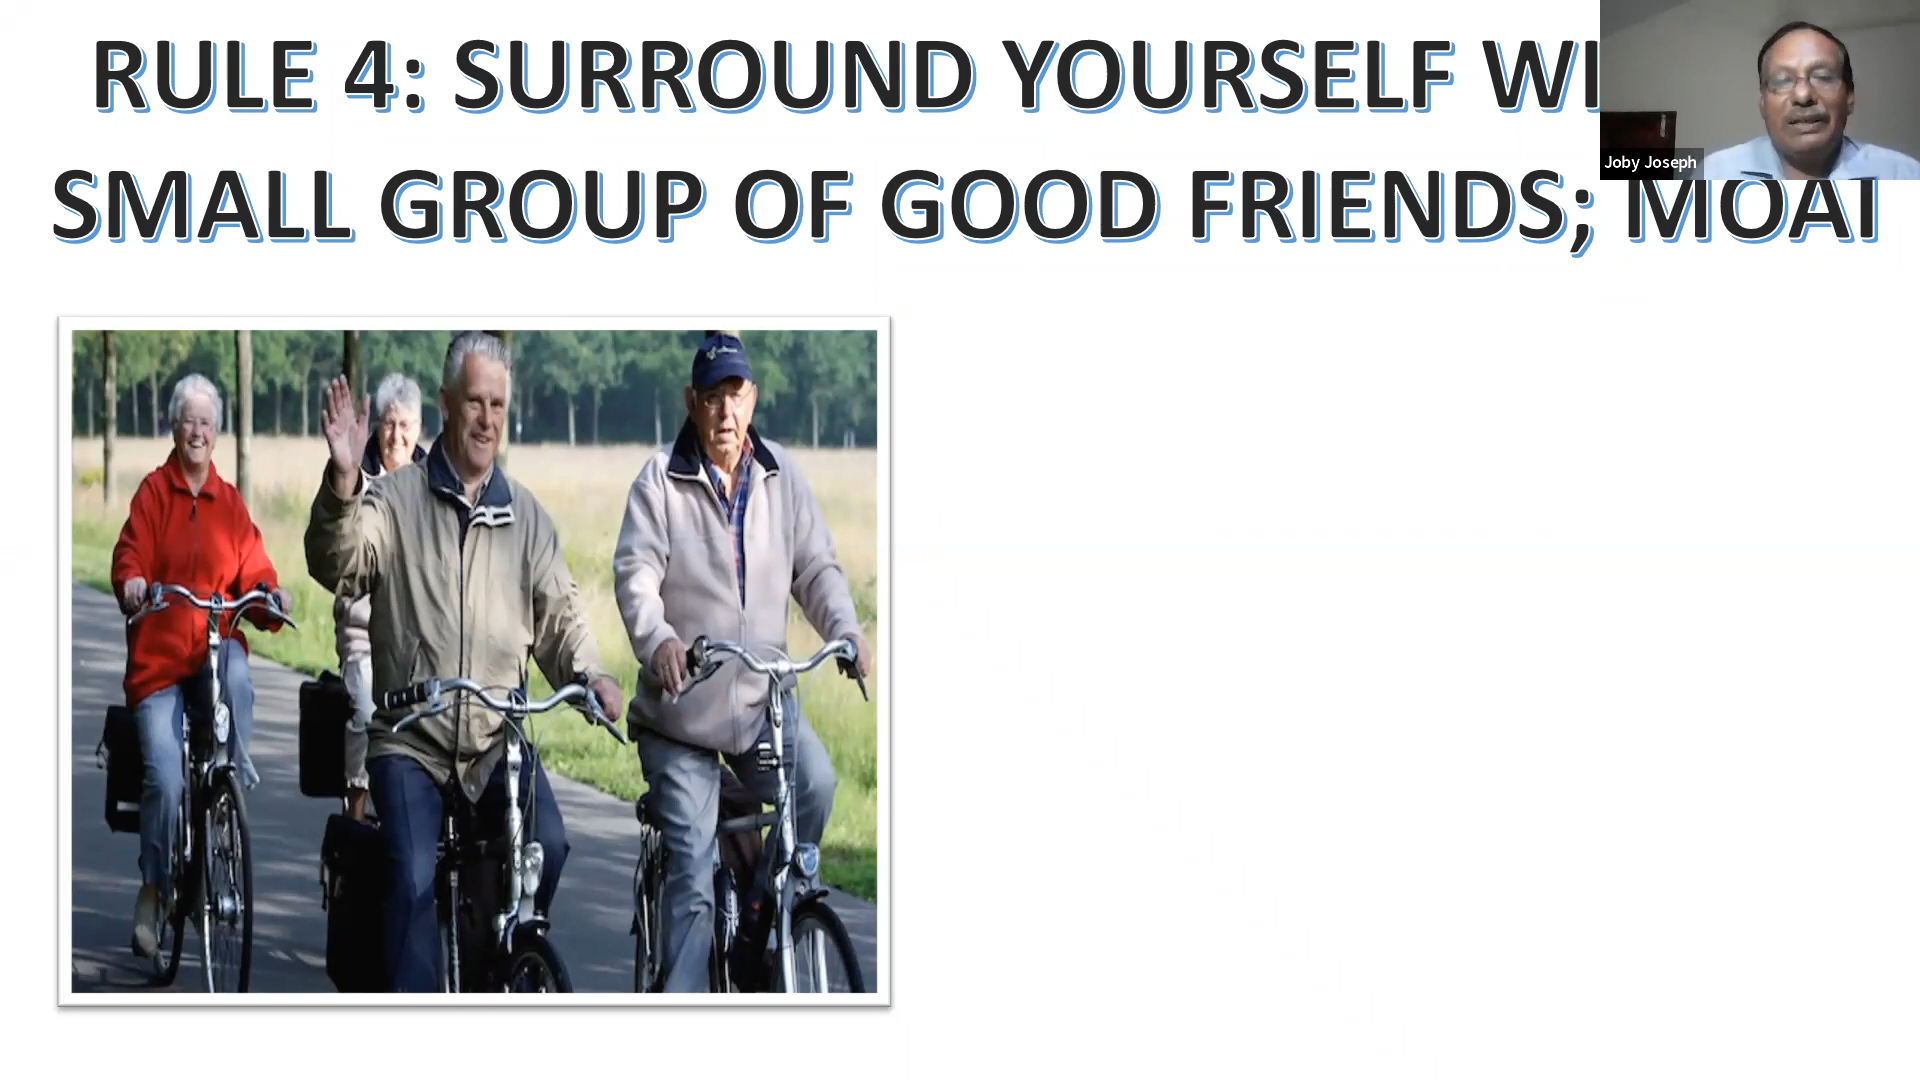 RULE 4: SURROUND YOURSELF WI
SMALL GROUP OF GOOD FRIENDS; MOAI
Joby Joseph